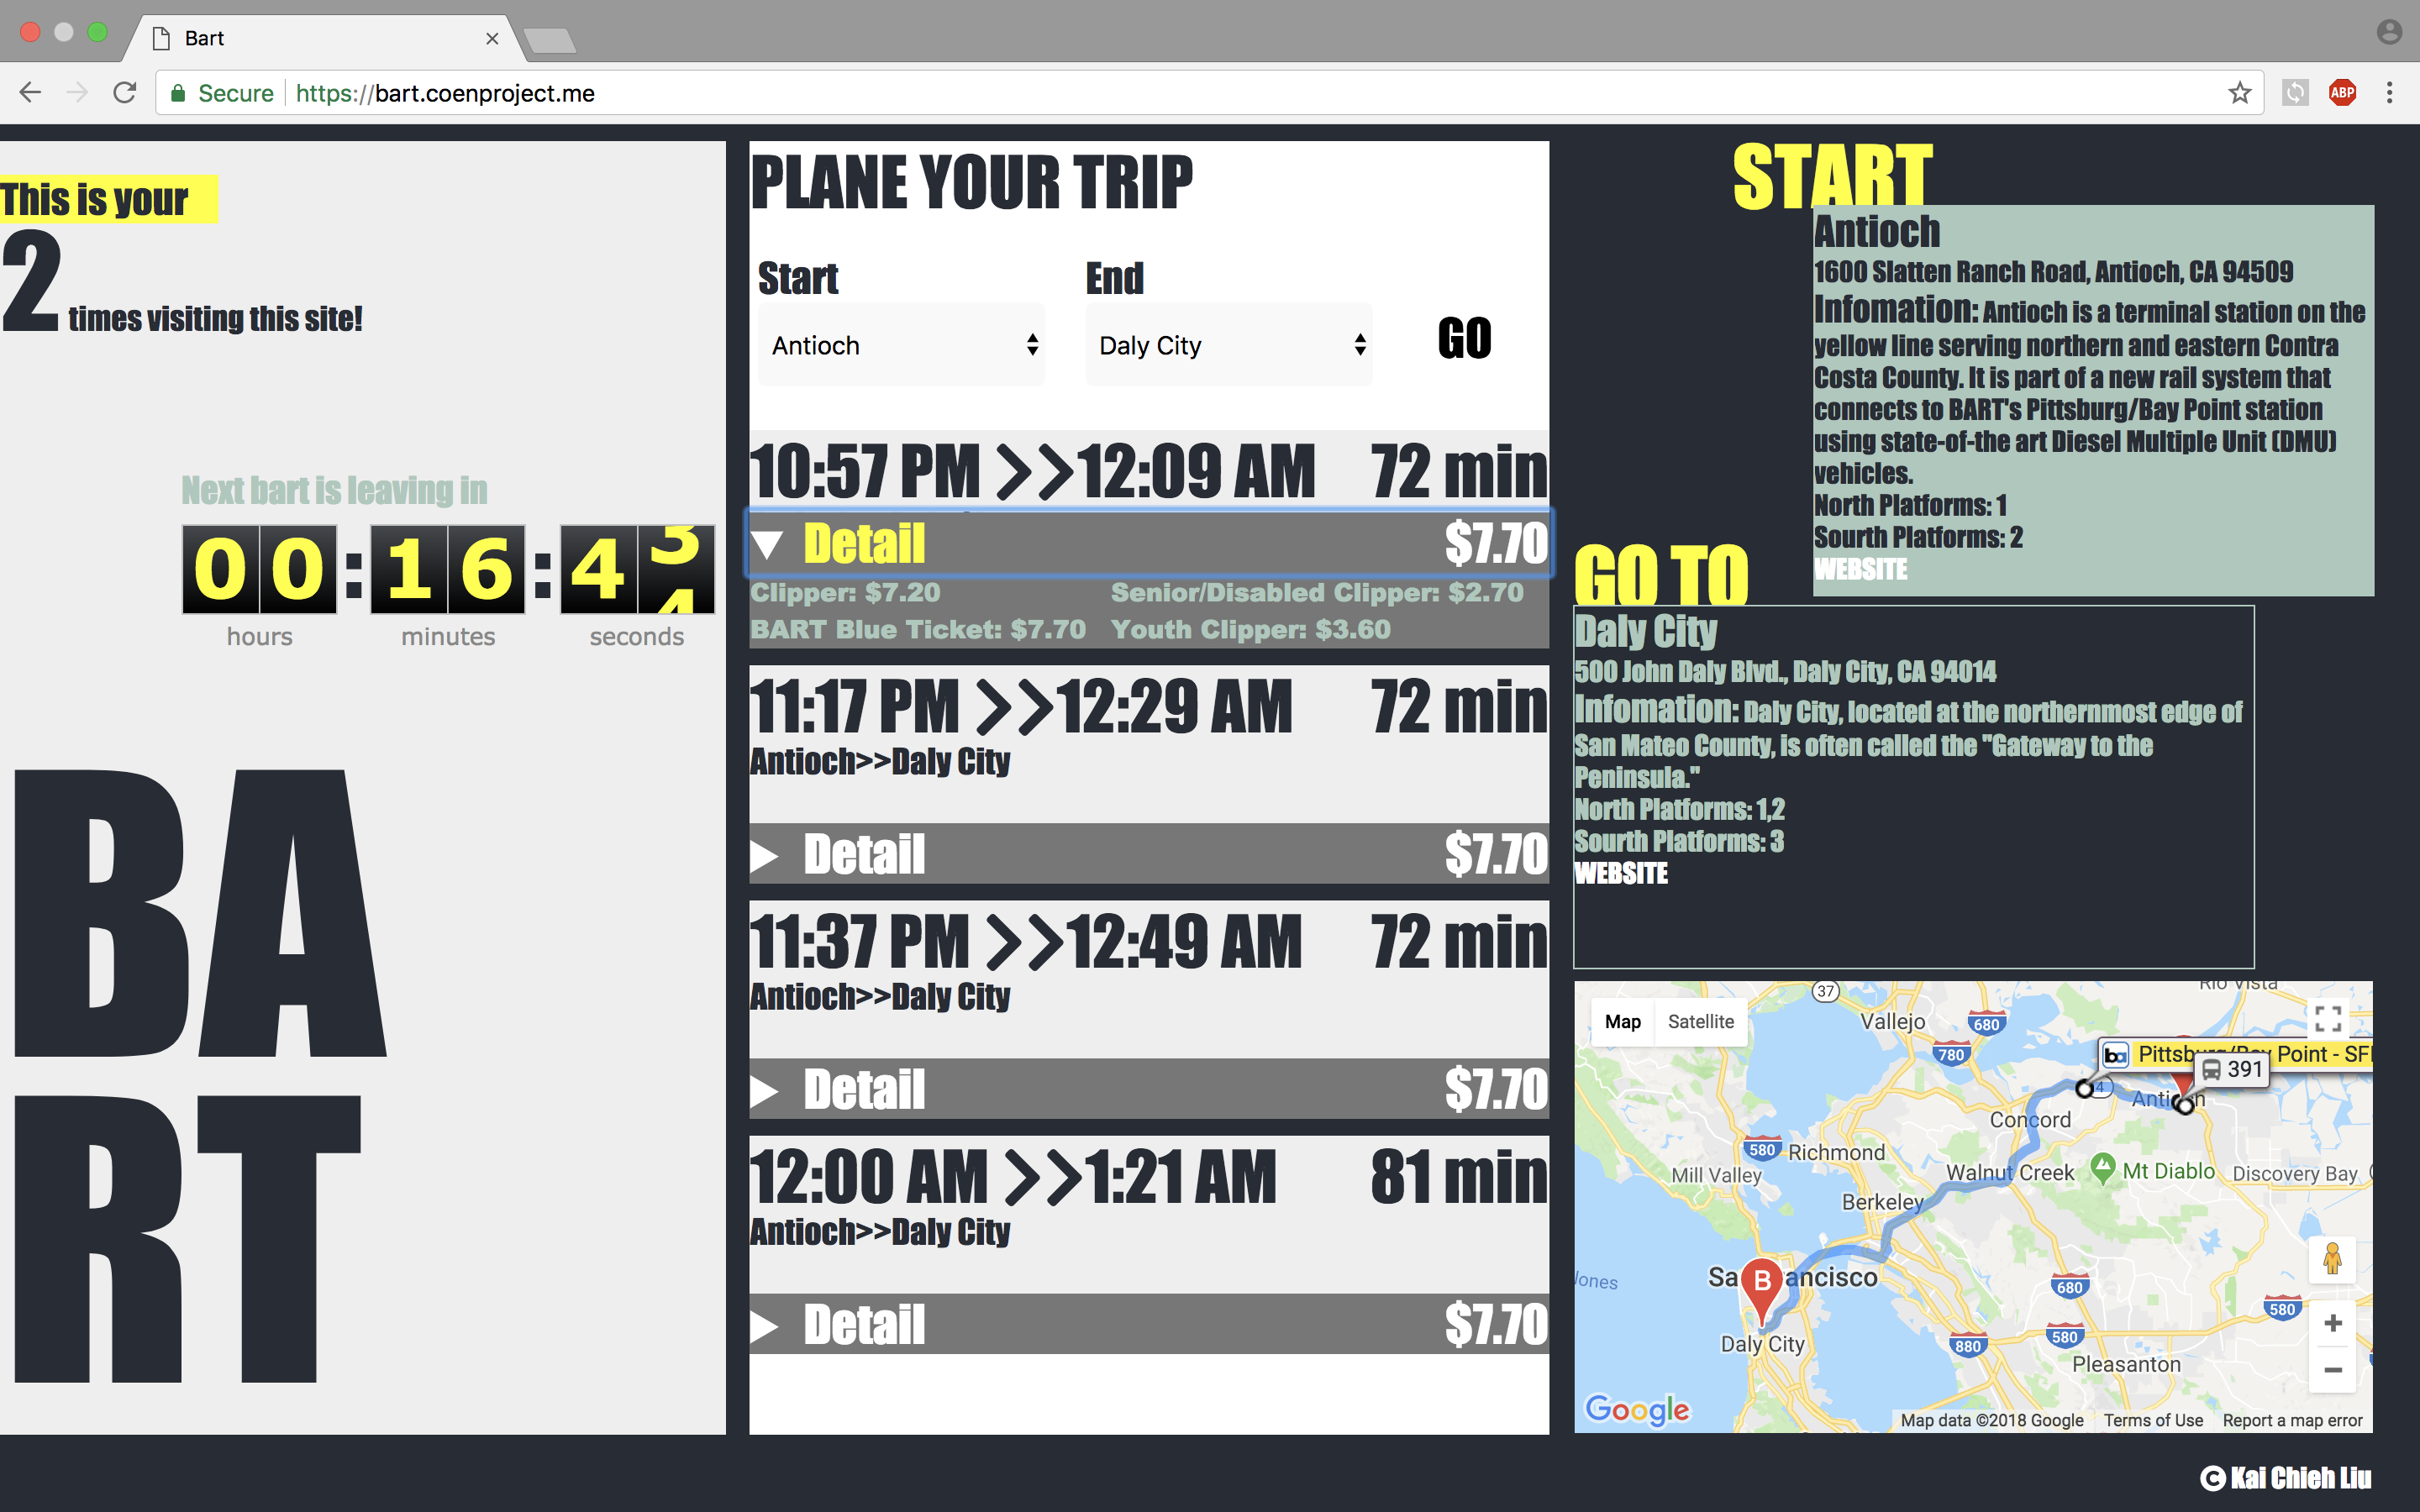 Bart
Secure https://bart.coenproject.me
ABP
This is your
2 times visiting this site!
Next bart is leaving in
00:16:4
hours minutes seconds
BA
RT
PLANE YOUR TRIP
Start End
Antioch Daly City GO
10:57 PM >>12:09 AM 72 min
Detail $7.70
Clipper: $7.20 Senior/Disabled Clipper: $2.70
BART Blue Ticket: $7.70 Youth Clipper: $3.60
11:17 PM >>12:29 AM 72 min
Antioch>>Daly City
Detail $7.70
11:37 PM >>12:49 AM 72 min
Antioch>>Daly City
Detail $7.70
12:00 AM >>1:21 AM 81 min
Antioch>>Daly City
Detail $7.70
START
Antioch
1600 Slatten Ranch Road, Antioch, CA 94509
Infomation: Antioch is a terminal station on the
yellow line serving northern and eastern Contra
Costa County. It is part of a new rail system that
connects to BART's Pittsburg/Bay Point station
using state-of-the art Diesel Multiple Unit (DMU)
vehicles.
North Platforms: 1
Sourth Platforms: 2
WEBSITE
GO TO
Daly City
500 John Daly Blvd., Daly City, CA 94014
Infomation: Daly City, located at the northernmost edge of
San Mateo County, is often called the "Gateway to the
Peninsula."
North Platforms: 1,2
Sourth Platforms: 3
WEBSITE
37 Rio Vista
Map Satellite Vallejo 680
780
ba Point - SF
391
4
Concord
580 Richmond
Mill Valley Walnut Creek Mt Diablo Discovery Bay
Berkeley
B
680
580
Daly City 880 580
Pleasanton
Google
Map data ©2018 Google Terms of Use Report a map error
© Kai Chieh Liu